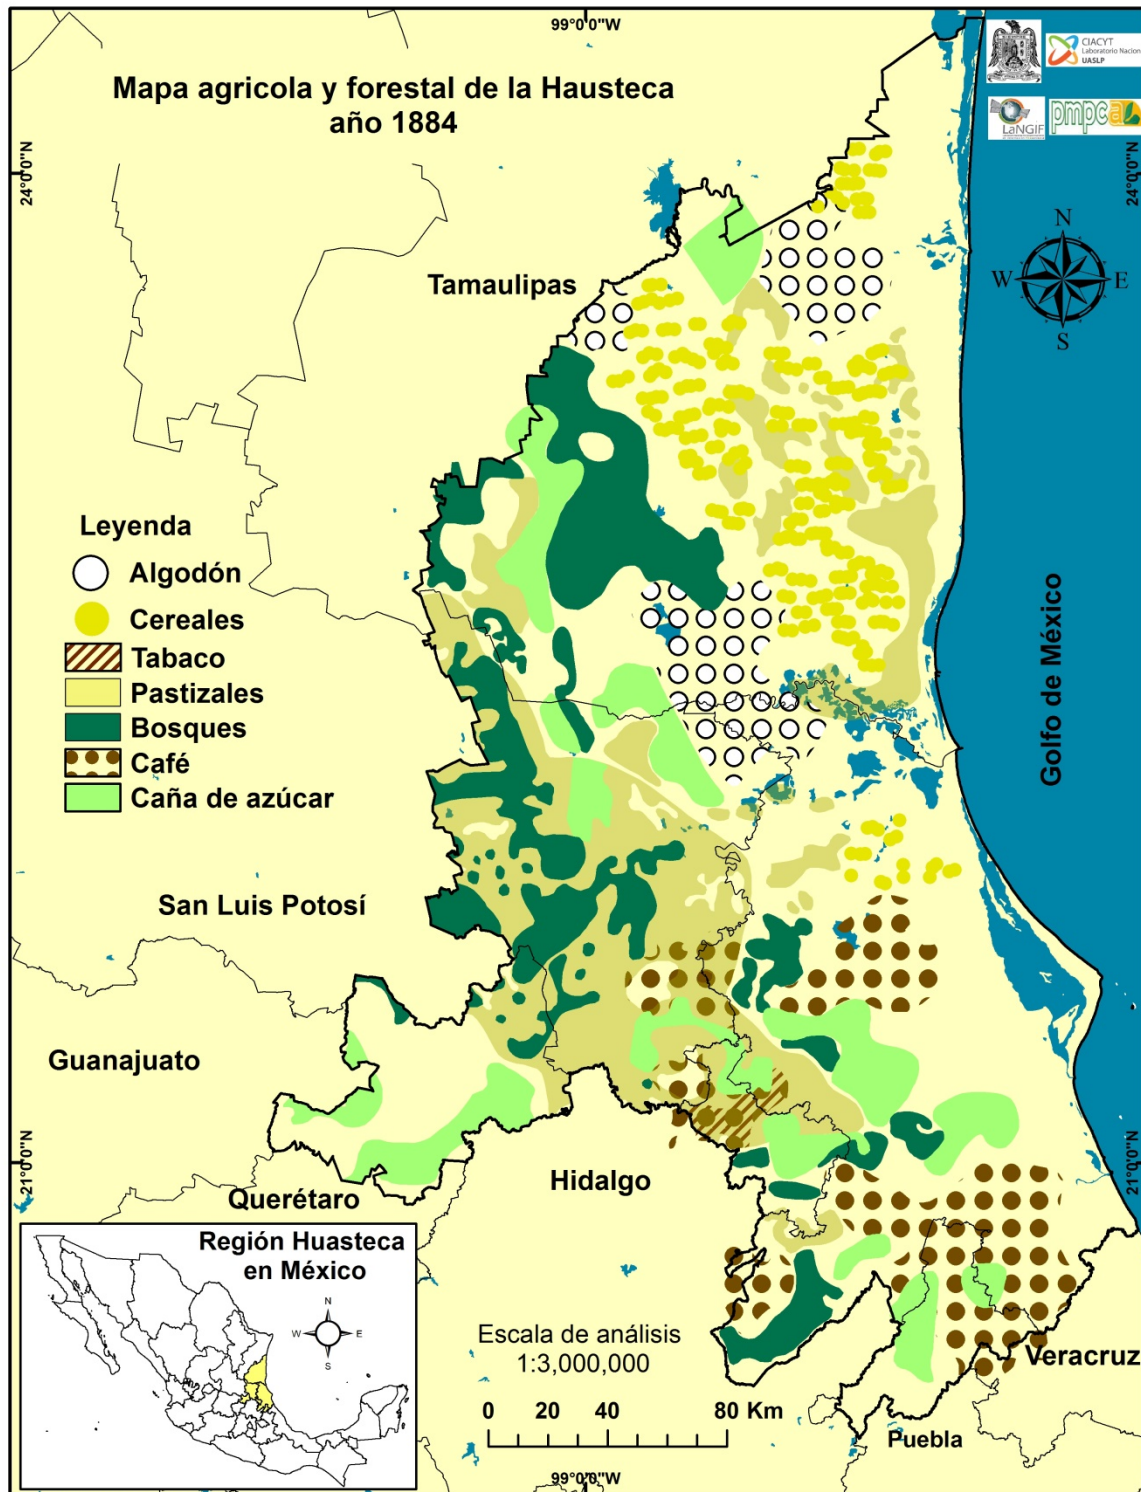 99°0'0"W
Mapa agricola y forestal de la Hausteca
año 1884
CIACYT
Laboratorio Nacional
UASLP
LaNGIF
pmpca
24°0'0"N
24°0'0"N
N
W
E
S
Tamaulipas
Leyenda
Algodón
Cereales
Tabaco
Pastizales
Bosques
Café
Caña de azúcar
Golfo de México
San Luis Potosí
Guanajuato
Querétaro
Hidalgo
21°0'0"N
21°0'0"N
Región Huasteca
en México
N
W
E
S
Escala de análisis
1:3,000,000
0 20 40 80 Km
Veracruz
Puebla
99°0'0"W